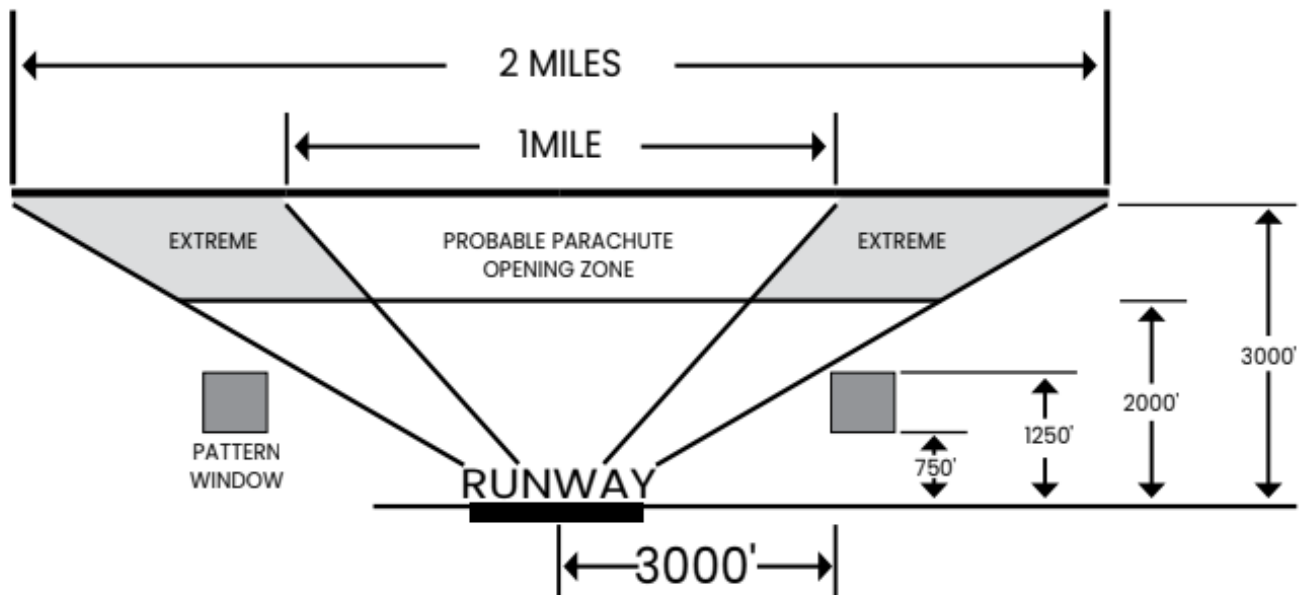 2 MILES
1MILE
EXTREME
PROBABLE PARACHUTE
OPENING ZONE
EXTREME
3000'
2000'
1250'
750'
PATTERN
WINDOW
RUNWAY
3000'